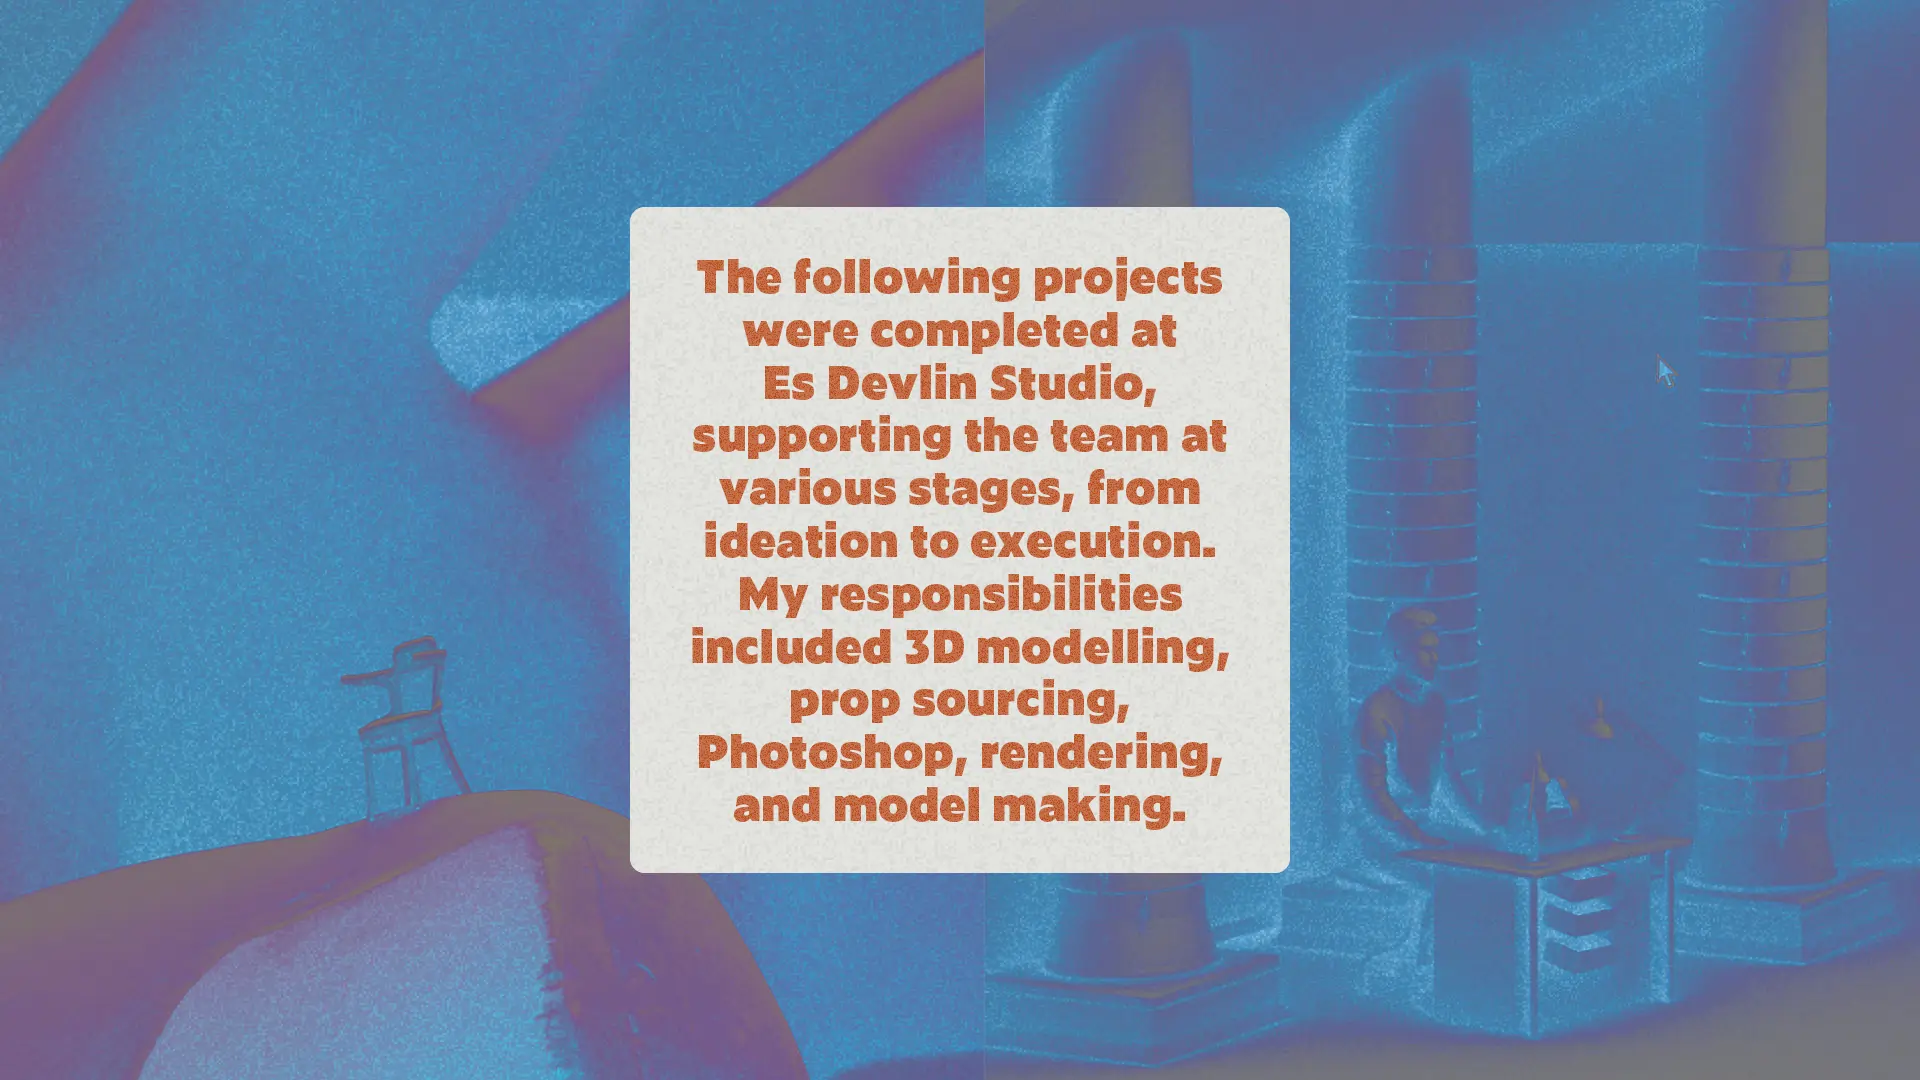 The following projects
were completed at
Es Devlin Studio,
supporting the team at
various stages, from
ideation to execution.
My responsibilities
included 3D modelling,
prop sourcing,
Photoshop, rendering,
and model making.